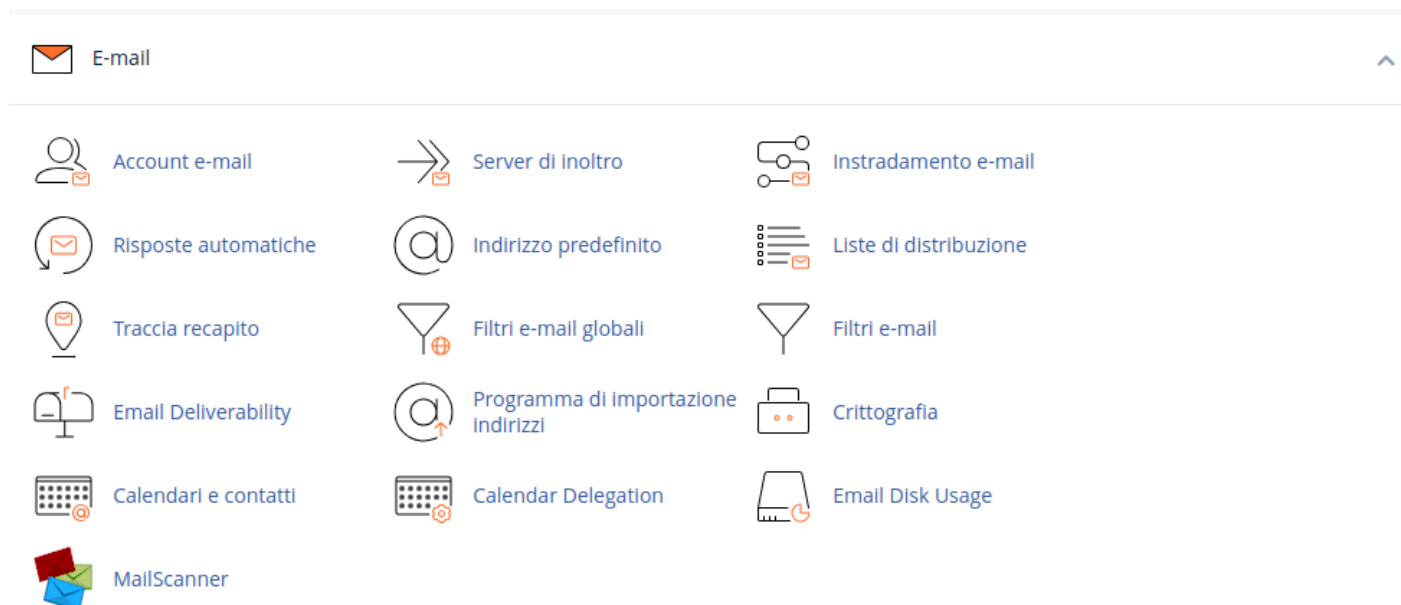 E-mail
Account e-mail
Server di inoltro
Instradamento e-mail
Risposte automatiche
Indirizzo predefinito
Liste di distribuzione
Traccia recapito
Filtri e-mail globali
Filtri e-mail
Email Deliverability
Programma di importazione
indirizzi
Crittografia
Calendari e contatti
Calendar Delegation
Email Disk Usage
MailScanner